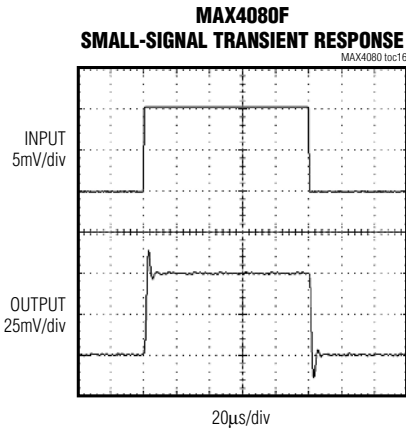 MAX4080F
SMALL-SIGNAL TRANSIENT RESPONSE
MAX4080 toc16
INPUT
5mV/div
OUTPUT
25mV/div
20μs/div